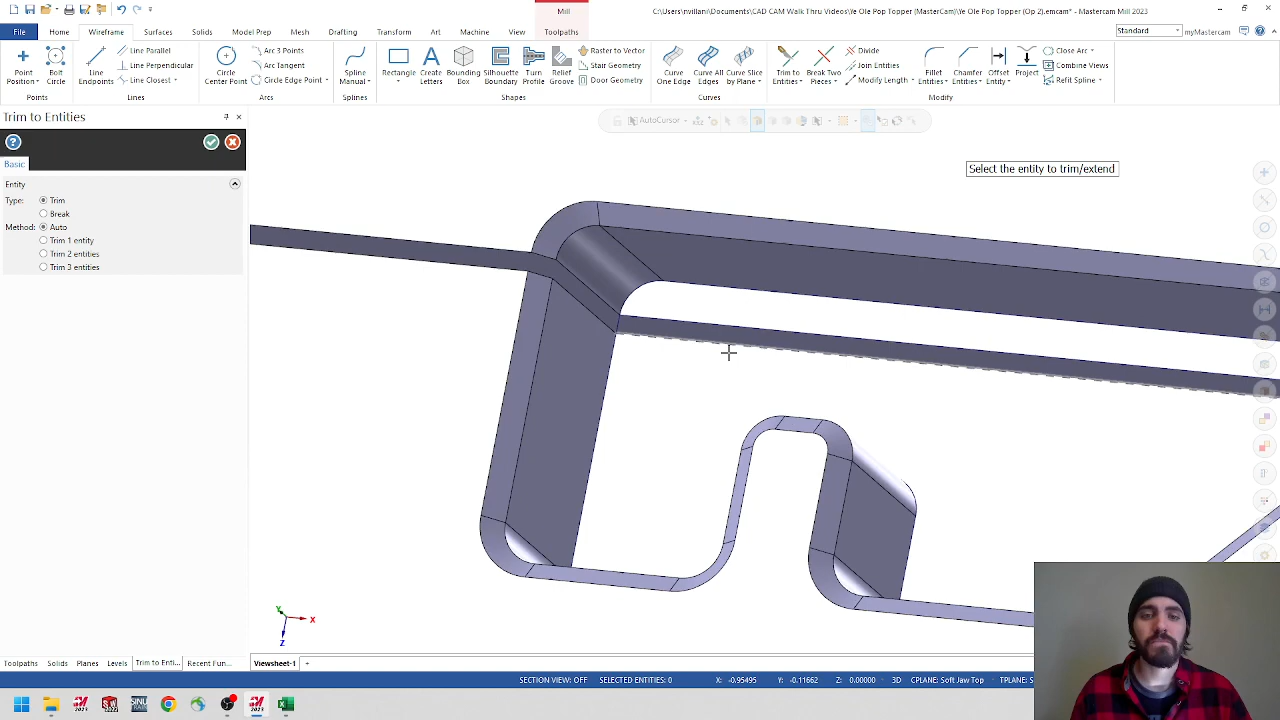 Mill
C:\Users\nvillani\Documents\CAD CAM Walk Thru Videos\Ye Ole Pop Topper (MasterCam)\Ye Ole Pop Topper (Op 2).emcam* - Mastercam Mill 2023
File Home Wireframe Surfaces Solids Model Prep Mesh Drafting Transform Art Machine View Toolpaths
Standard myMastercam
Point Position Bolt Circle
Points
Line Endpoints
Line Parallel
Line Perpendicular
Line Closest
Lines
Circle Center Point
Arc 3 Points
Arc Tangent
Circle Edge Point
Arcs
Spline Manual
Splines
Rectangle Create Letters Bounding Box Silhouette Boundary Turn Profile Relief Groove
Raster to Vector
Stair Geometry
Door Geometry
Shapes
Curve One Edge Curve All Edges Curve Slice by Plane
Curves
Trim to Entities Break Two Pieces
Divide
Join Entities
Modify Length
Fillet Entities Chamfer Entities Offset Entity Project
Close Arc
Combine Views
Refit Spline
Modify
Trim to Entities
Basic
Entity
Type: Trim
Break
Method: Auto
Trim 1 entity
Trim 2 entities
Trim 3 entities
AutoCursor
Select the entity to trim/extend
Y
X
Z
Toolpaths Solids Planes Levels Trim to Enti... Recent Fun...
Viewsheet-1 +
SECTION VIEW: OFF SELECTED ENTITIES: 0 X: -0.95495 Y: -0.11662 Z: 0.00000 3D CPLANE: Soft Jaw Top TPLANE:
2023 SINU 2023